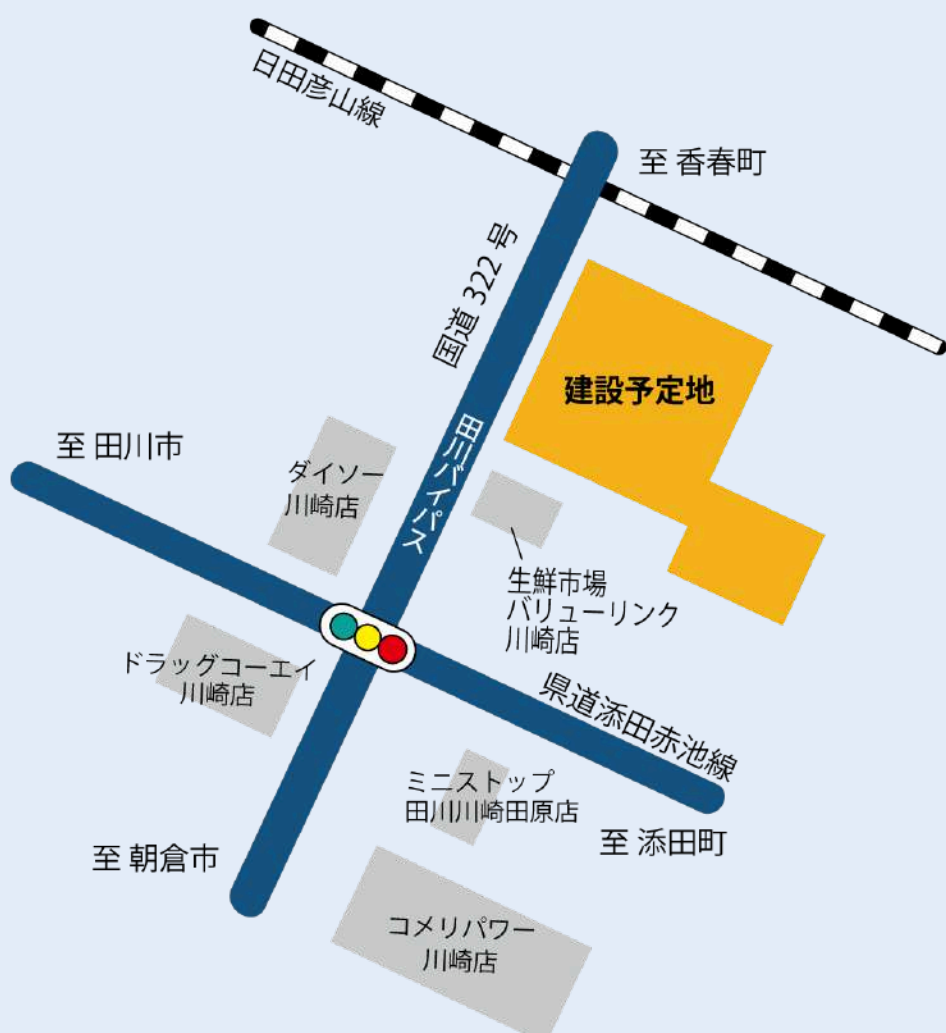 日田彦山線
至 香春町
国道 322 号
建設予定地
田川バイパス
至 田川市
ダイソー
川崎店
生鮮市場
バリューリンク
川崎店
ドラッグコーエイ
川崎店
県道添田赤池線
ミニストップ
田川川崎田原店
至 添田町
至 朝倉市
コメリパワー
川崎店